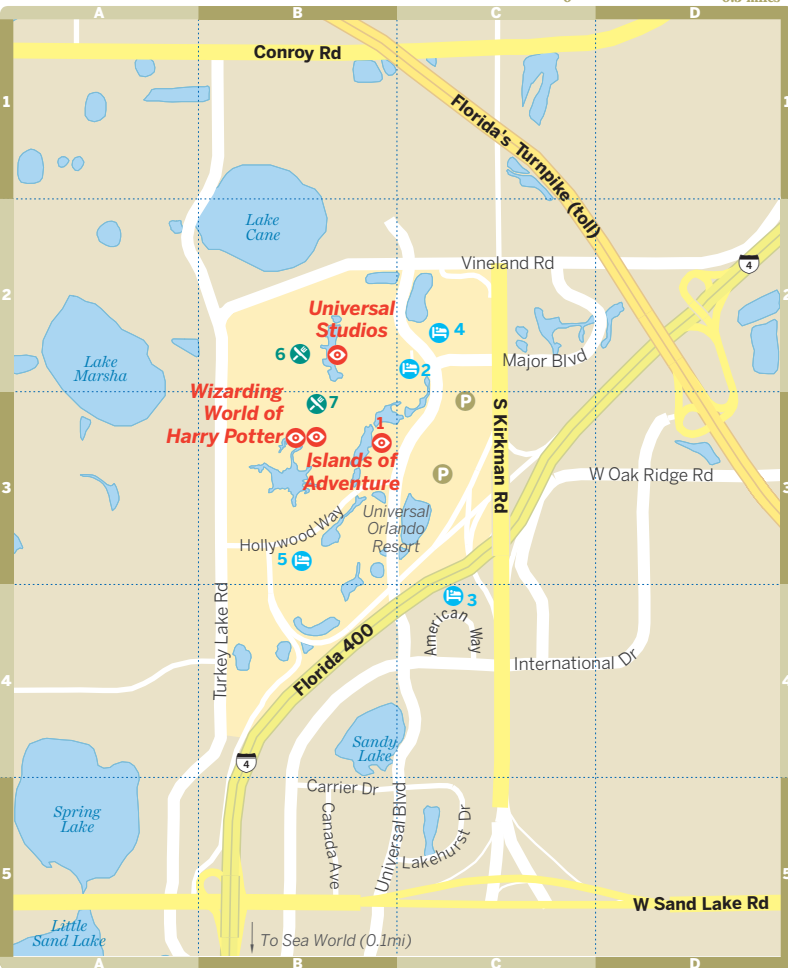 A
B
C
D
Conroy Rd
1
1
Florida's Turnpike (toll)
Lake
Cane
Vineland Rd
4
2
2
Universal
Studios
4
6
2
Major Blvd
Lake
Marsha
Wizarding
World of
Harry Potter
7
P
1
S Kirkman Rd
Islands of
Adventure
P
W Oak Ridge Rd
3
3
Universal
Orlando
Resort
Hollywood Way
5
3
American Way
Turkey Lake Rd
Florida 400
International Dr
4
4
Sandy
Lake
4
Carrier Dr
Canada Ave
Universal Blvd
Lakehurst Dr
Spring
Lake
5
5
W Sand Lake Rd
Little
Sand Lake
To Sea World (0.1mi)
A
B
C
D